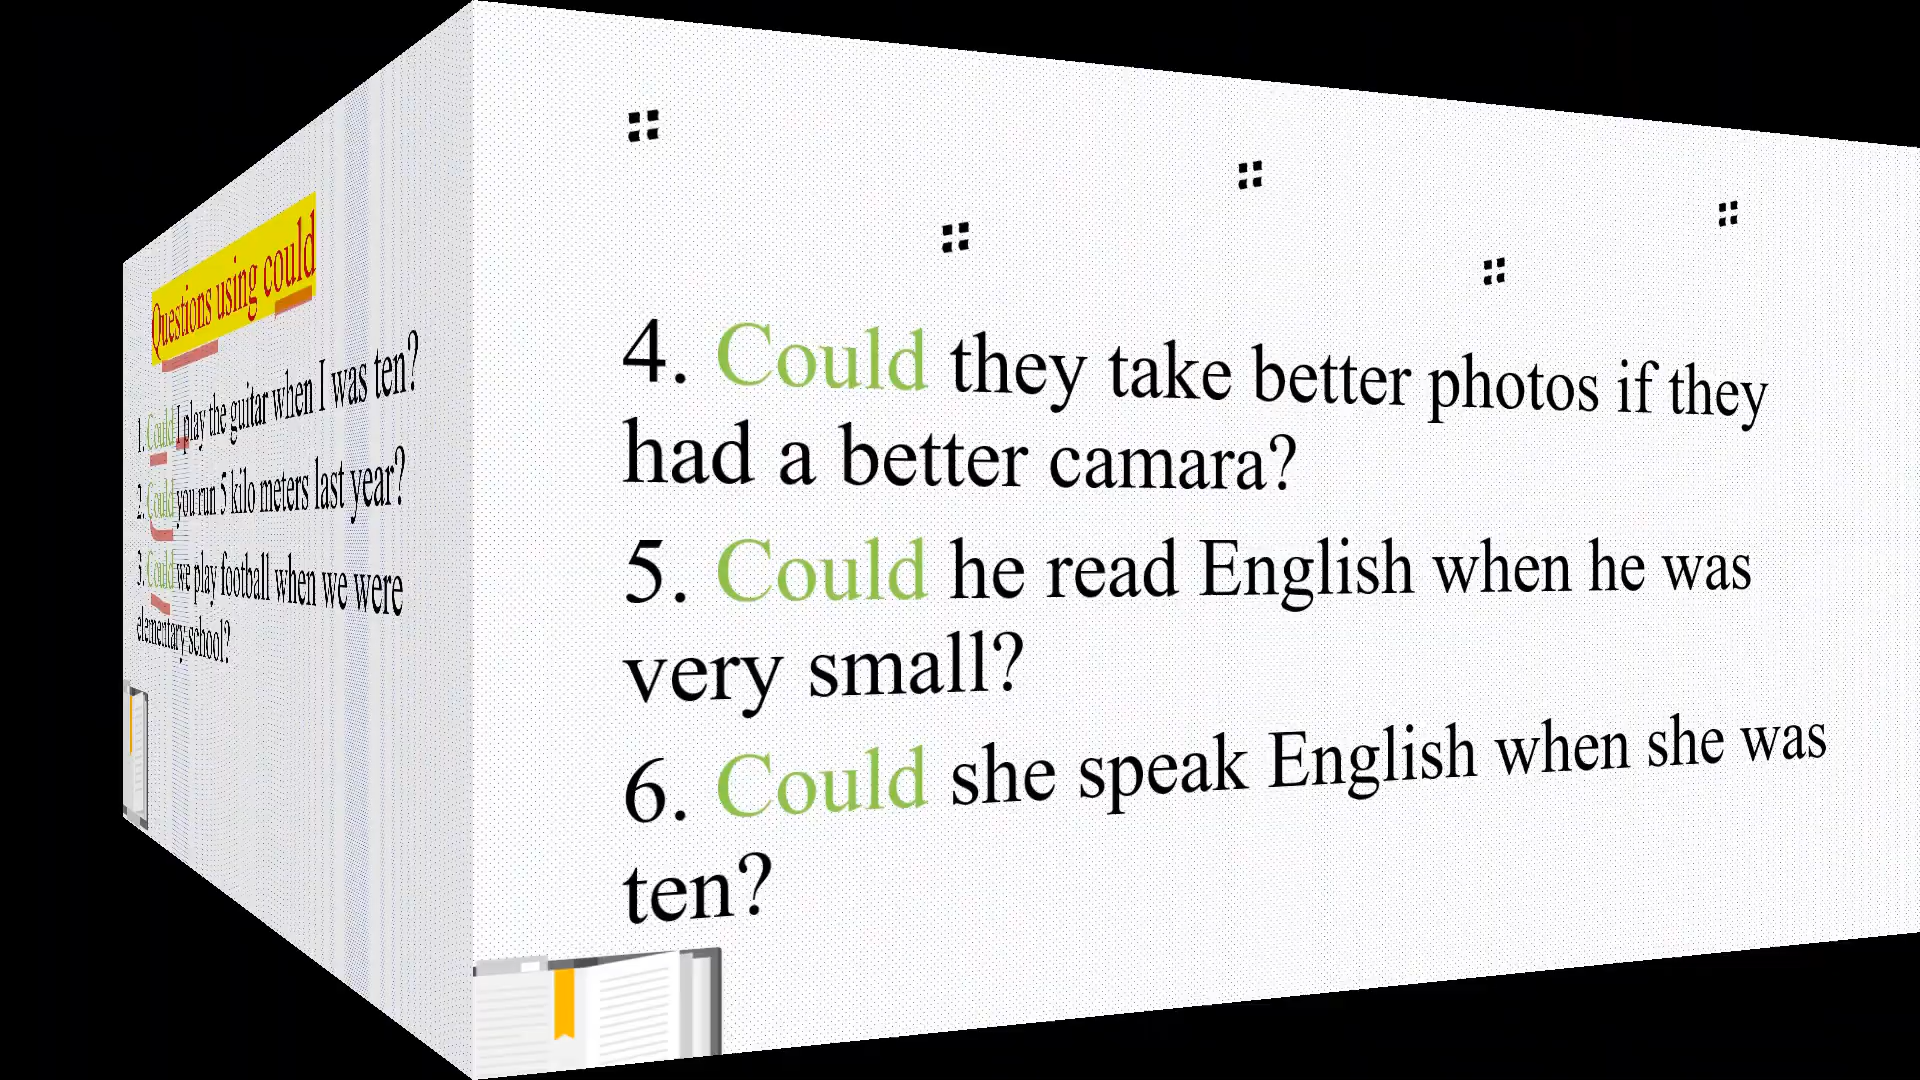 Questions using could
1. Could I play the guitar when I was ten?
2. Could you run 5 kilo meters last year?
3. Could we play football when we were
elementary school?
4. Could they take better photos if they
had a better camara?
5. Could he read English when he was
very small?
6. Could she speak English when she was
ten?